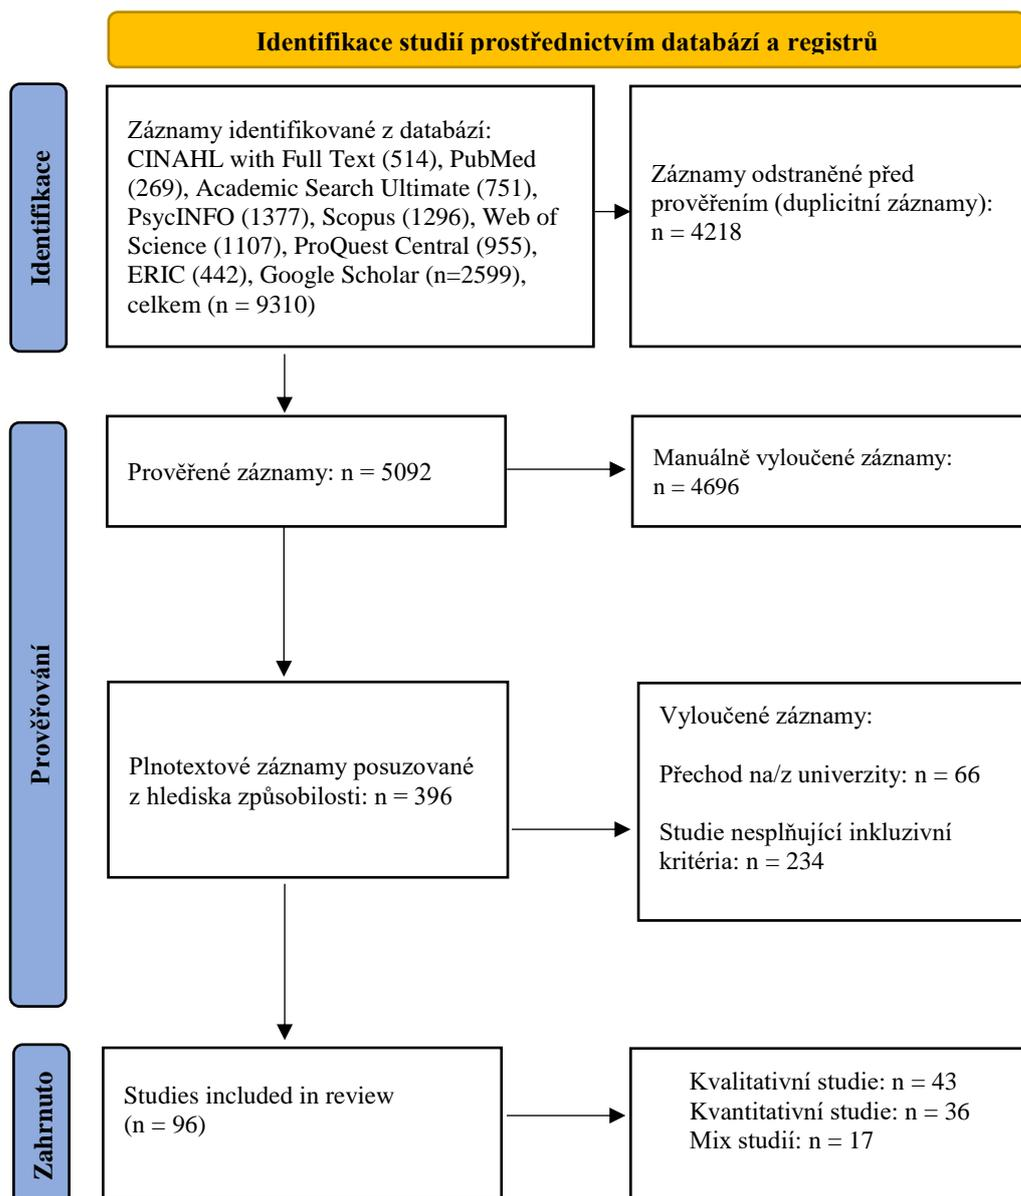 Identifikace studií prostřednictvím databází a registrů
Identifikace
Záznamy identifikované z databází:
CINAHL with Full Text (514), PubMed
(269), Academic Search Ultimate (751),
PsycINFO (1377), Scopus (1296), Web of
Science (1107), ProQuest Central (955),
ERIC (442), Google Scholar (n=2599),
celkem (n = 9310)
Záznamy odstraněné před
prověřením (duplicitní záznamy):
n = 4218
Prověřování
Prověřené záznamy: n = 5092
Manuálně vyloučené záznamy:
n = 4696
Plnotextové záznamy posuzované
z hlediska způsobilosti: n = 396
Vyloučené záznamy:
Přechod na/z univerzity: n = 66
Studie nesplňující inkluzivní
kritéria: n = 234
Zahrnuto
Studies included in review
(n = 96)
Kvalitativní studie: n = 43
Kvantitativní studie: n = 36
Mix studií: n = 17